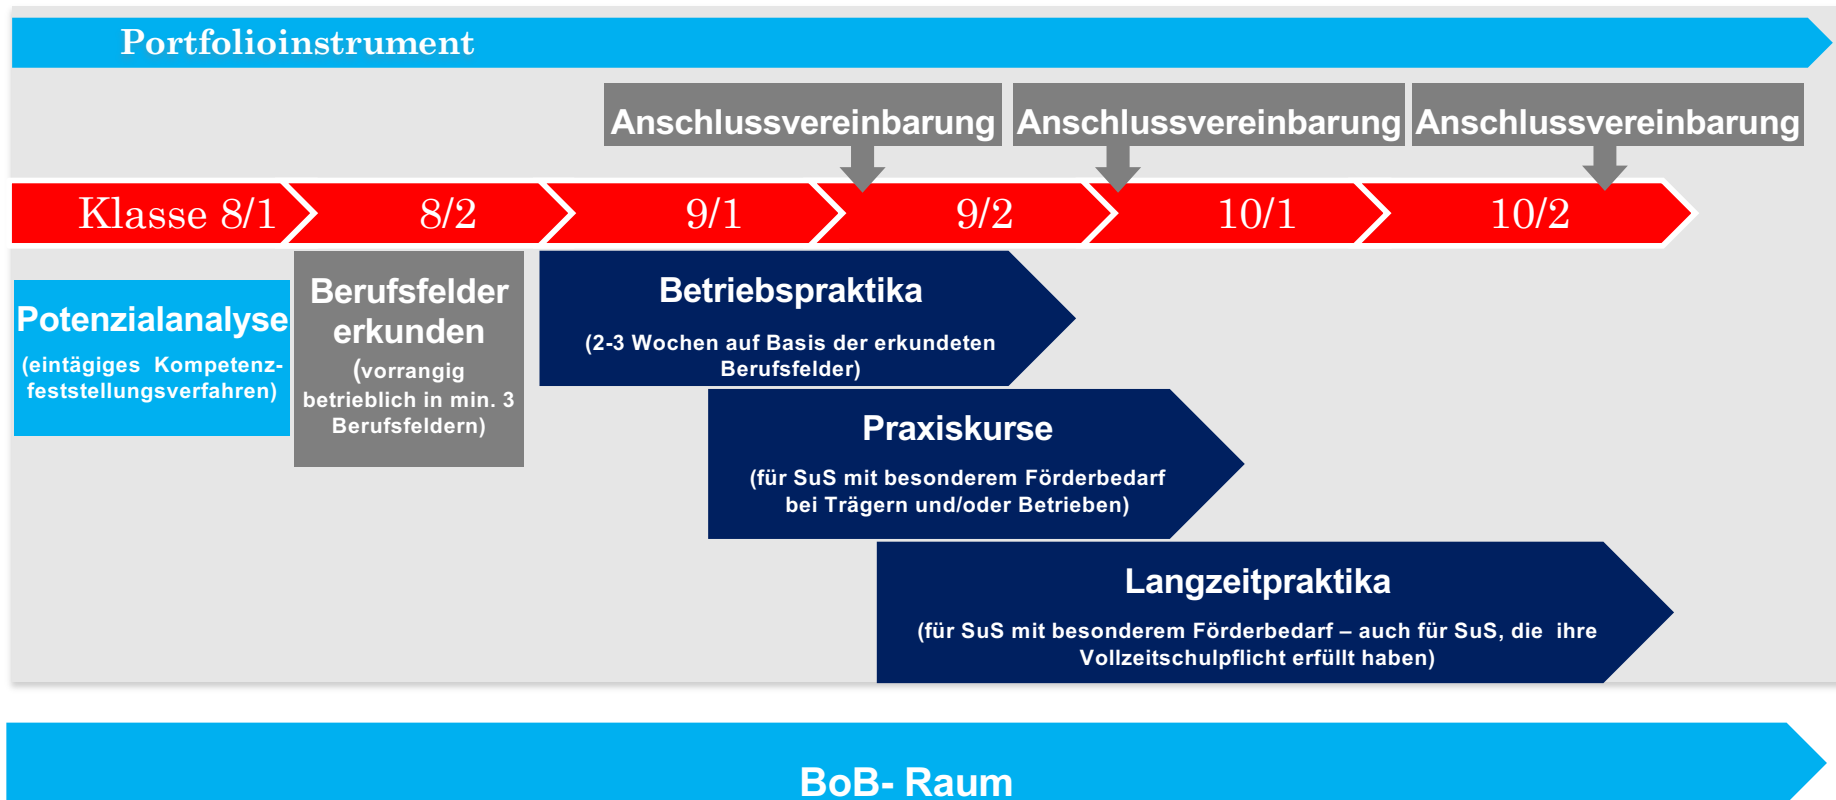 Portfolioinstrument
Anschlussvereinbarung
Anschlussvereinbarung
Anschlussvereinbarung
Klasse 8/1
8/2
9/1
9/2
10/1
10/2
Potenzialanalyse
(eintägiges Kompetenz-
feststellungsverfahren)
Berufsfelder
erkunden
(vorrangig
betrieblich in min. 3
Berufsfeldern)
Betriebspraktika
(2-3 Wochen auf Basis der erkundeten
Berufsfelder)
Praxiskurse
(für SuS mit besonderem Förderbedarf
bei Trägern und/oder Betrieben)
Langzeitpraktika
(für SuS mit besonderem Förderbedarf – auch für SuS, die ihre
Vollzeitschulpflicht erfüllt haben)
BoB- Raum